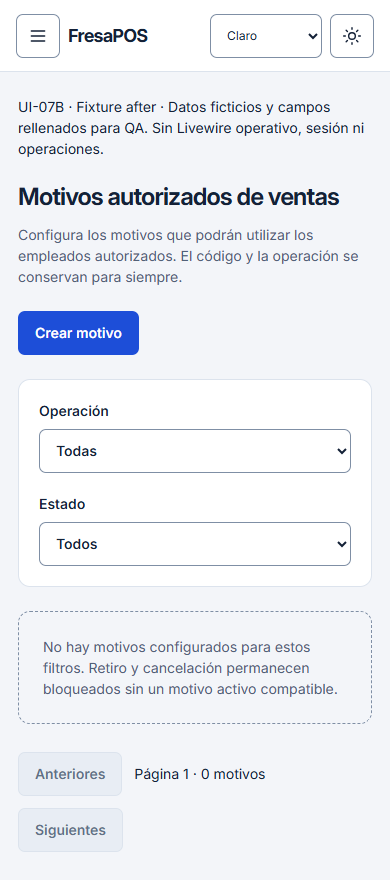 FresaPOS
Claro
UI-07B · Fixture after · Datos ficticios y campos
rellenados para QA. Sin Livewire operativo, sesión ni
operaciones.
Motivos autorizados de ventas
Configura los motivos que podrán utilizar los
empleados autorizados. El código y la operación se
conservan para siempre.
Crear motivo
Operación
Todas
Estado
Todos
No hay motivos configurados para estos
filtros. Retiro y cancelación permanecen
bloqueados sin un motivo activo compatible.
Anteriores
Página 1 · 0 motivos
Siguientes